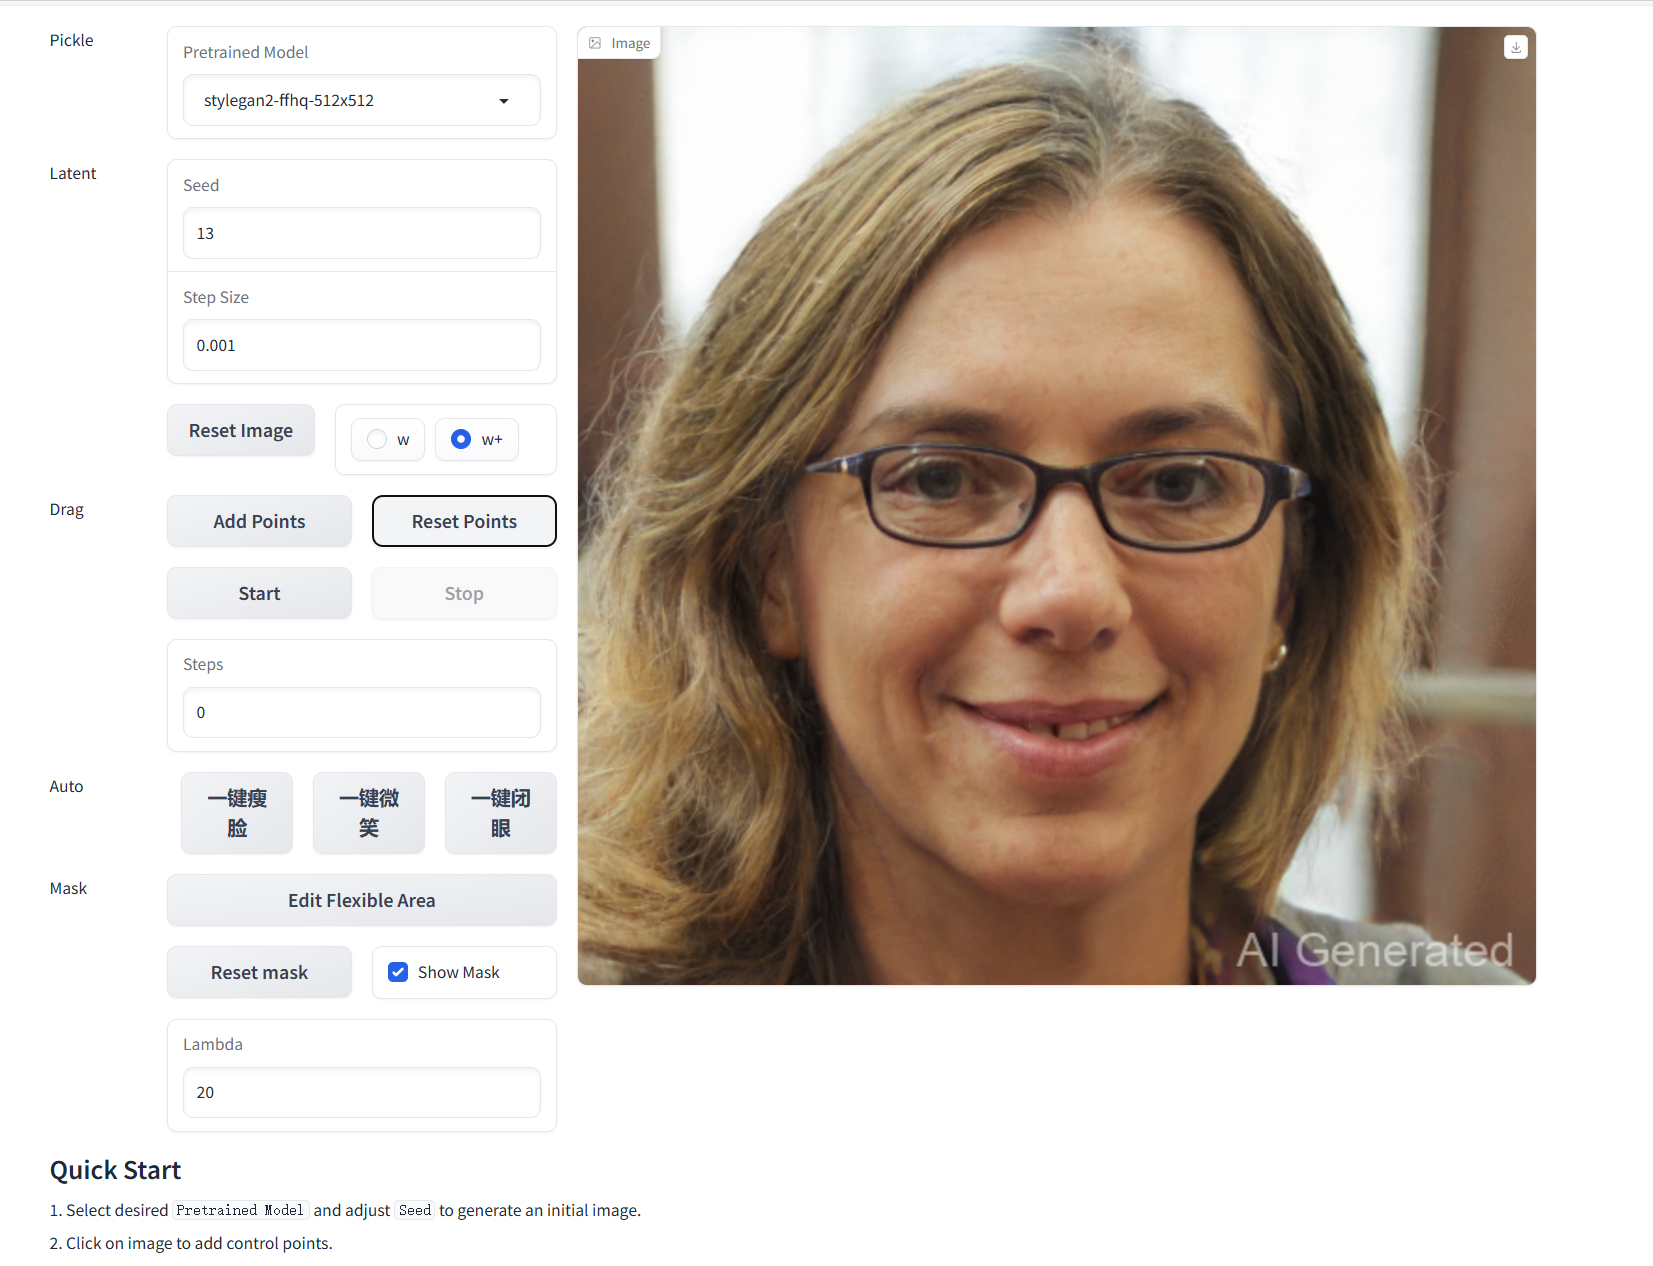 Pickle
Pretrained Model
stylegan2-ffhq-512x512
Latent
Seed
13
Step Size
0.001
Reset Image
w
w+
Drag
Add Points
Reset Points
Start
Stop
Steps
0
Auto
一键瘦
脸
一键微
笑
一键闭
眼
Mask
Edit Flexible Area
Reset mask
Show Mask
Lambda
20
Image
AI Generated
Quick Start
1. Select desired Pretrained Model and adjust Seed to generate an initial image.
2. Click on image to add control points.